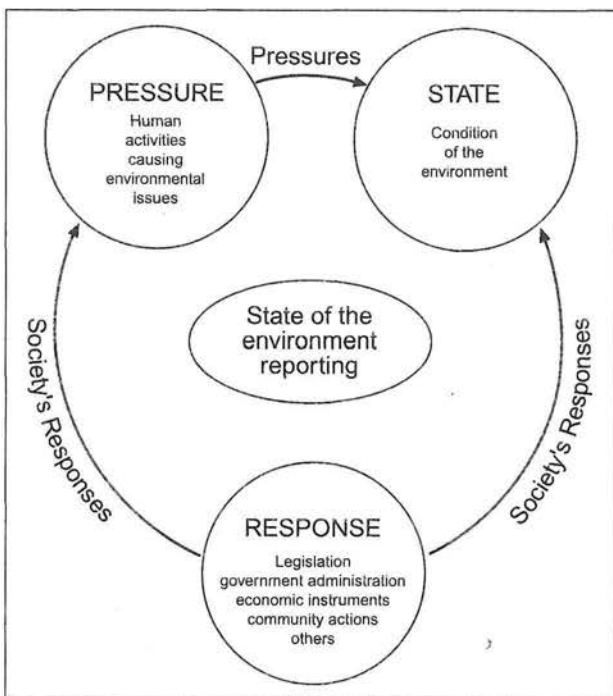 Pressures
PRESSURE
Human
activities
causing
environmental
issues
STATE
Condition
of the
environment
State of the
environment
reporting
Society's Responses
Society's Responses
RESPONSE
Legislation
government administration
economic instruments
community actions
others